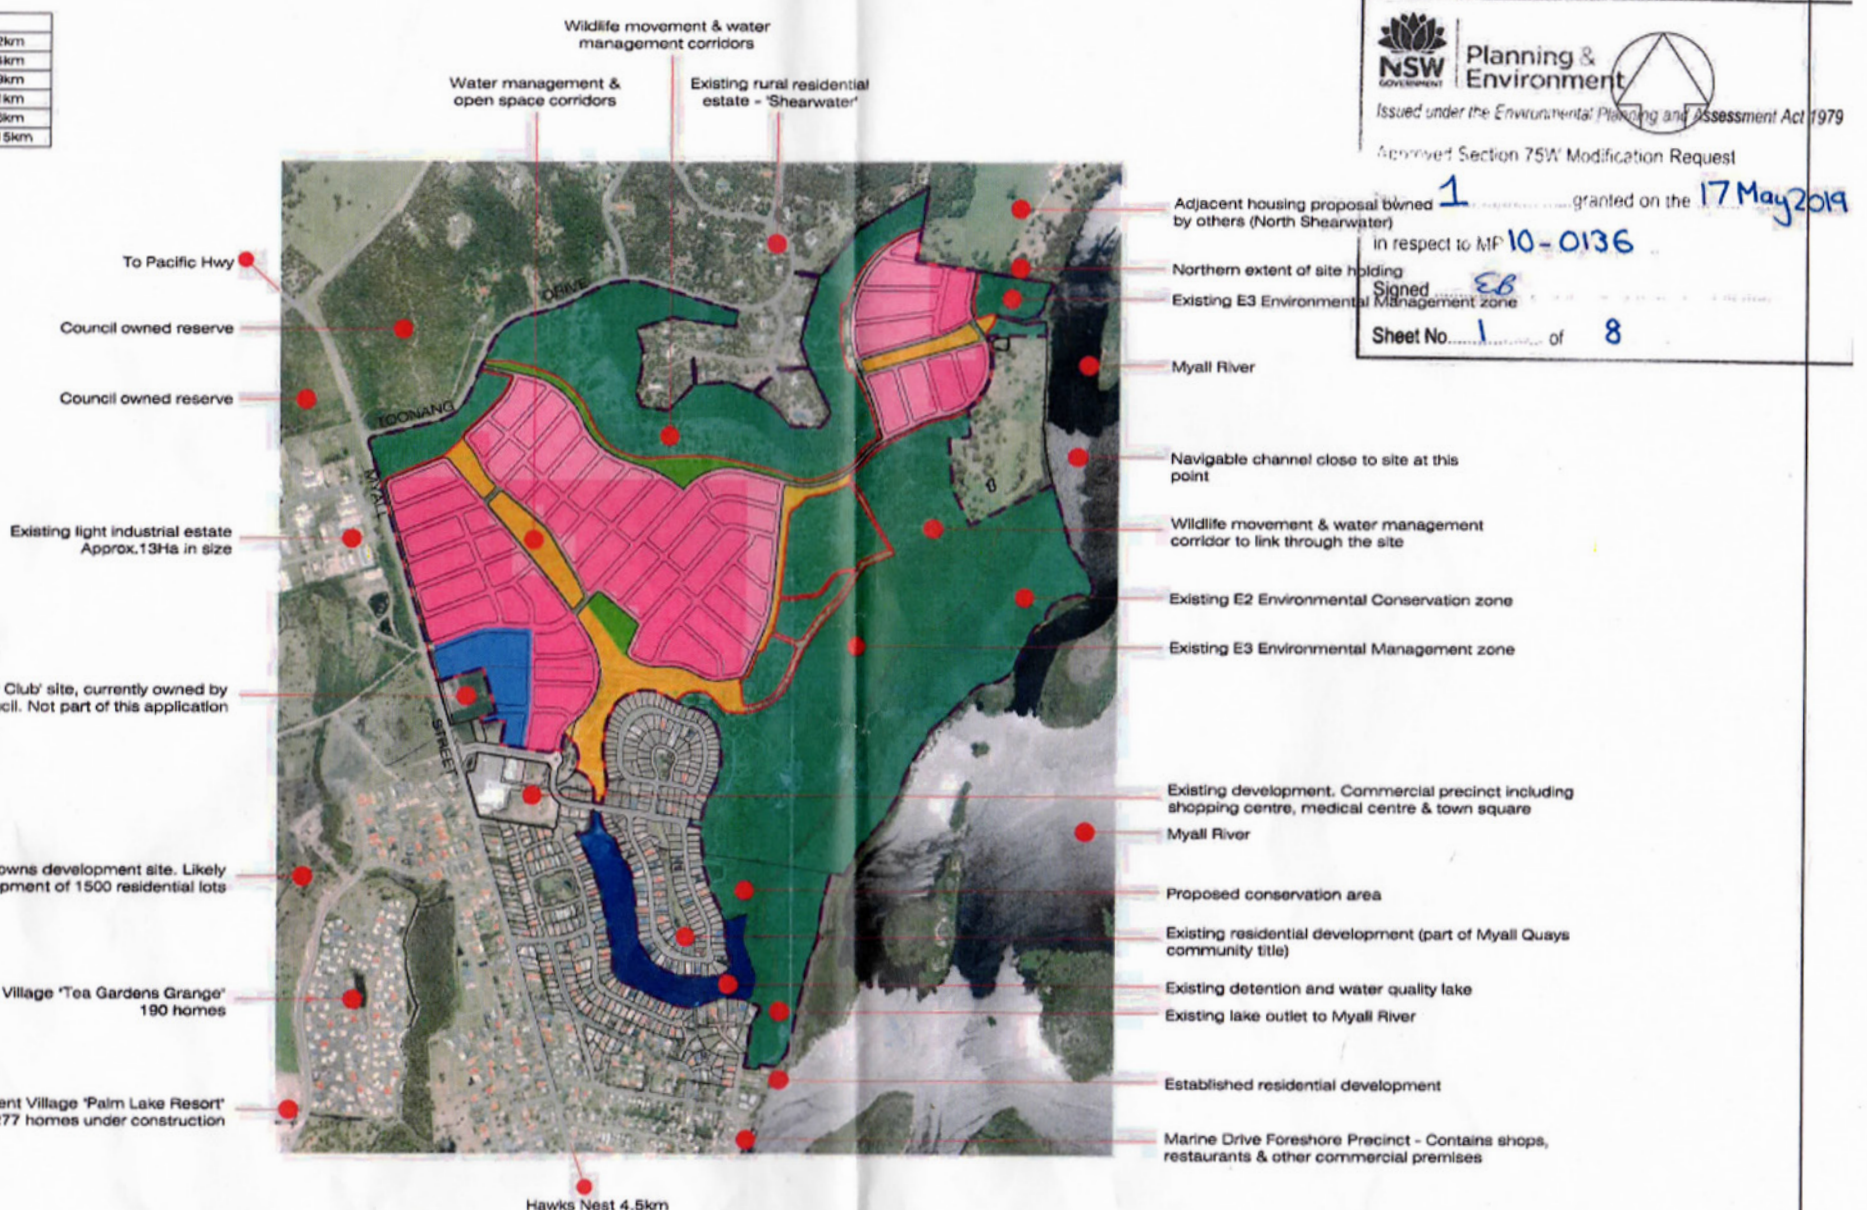 2km
km
km
km
km
5km
Wildlife movement & water
management corridors
Water management &
open space corridors
Existing rural residential
estate - 'Shearwater'
NSW
GOVERNMENT
Planning &
Environment
Issued under the Environmental Planning and Assessment Act 1979
Approved Section 75W Modification Request
1 granted on the 17 May 2019
in respect to MP 10-0136
Signed EB
Sheet No. 1 of 8
To Pacific Hwy
Council owned reserve
Council owned reserve
Existing light industrial estate
Approx.13Ha in size
Club' site, currently owned by
cil. Not part of this application
owns development site. Likely
pment of 1500 residential lots
Village 'Tea Gardens Grange'
190 homes
ent Village 'Palm Lake Resort'
277 homes under construction
DRIVE
TOONANG
MYALL
STREET
Adjacent housing proposal owned
by others (North Shearwater)
Northern extent of site holding
Existing E3 Environmental Management zone
Myall River
Navigable channel close to site at this
point
Wildlife movement & water management
corridor to link through the site
Existing E2 Environmental Conservation zone
Existing E3 Environmental Management zone
Existing development. Commercial precinct including
shopping centre, medical centre & town square
Myall River
Proposed conservation area
Existing residential development (part of Myall Quays
community title)
Existing detention and water quality lake
Existing lake outlet to Myall River
Established residential development
Marine Drive Foreshore Precinct - Contains shops,
restaurants & other commercial premises
Hawks Nest 4.5km